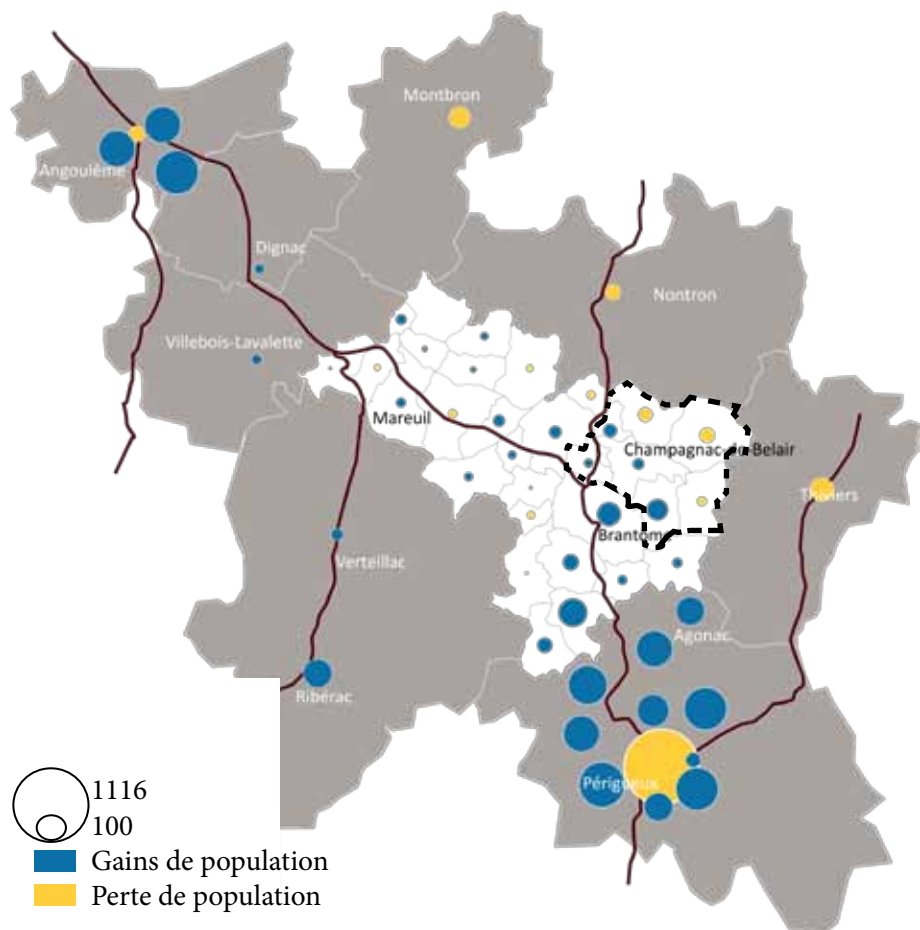 Montbron
Angoulême
Dignac
Nontron
Villebois-Lavalette
Mareuil
Champagnac-de-Belair
Thiviers
Brantôme
Verteillac
Agonac
Ribérac
Périgueux
1116
100
Gains de population
Perte de population